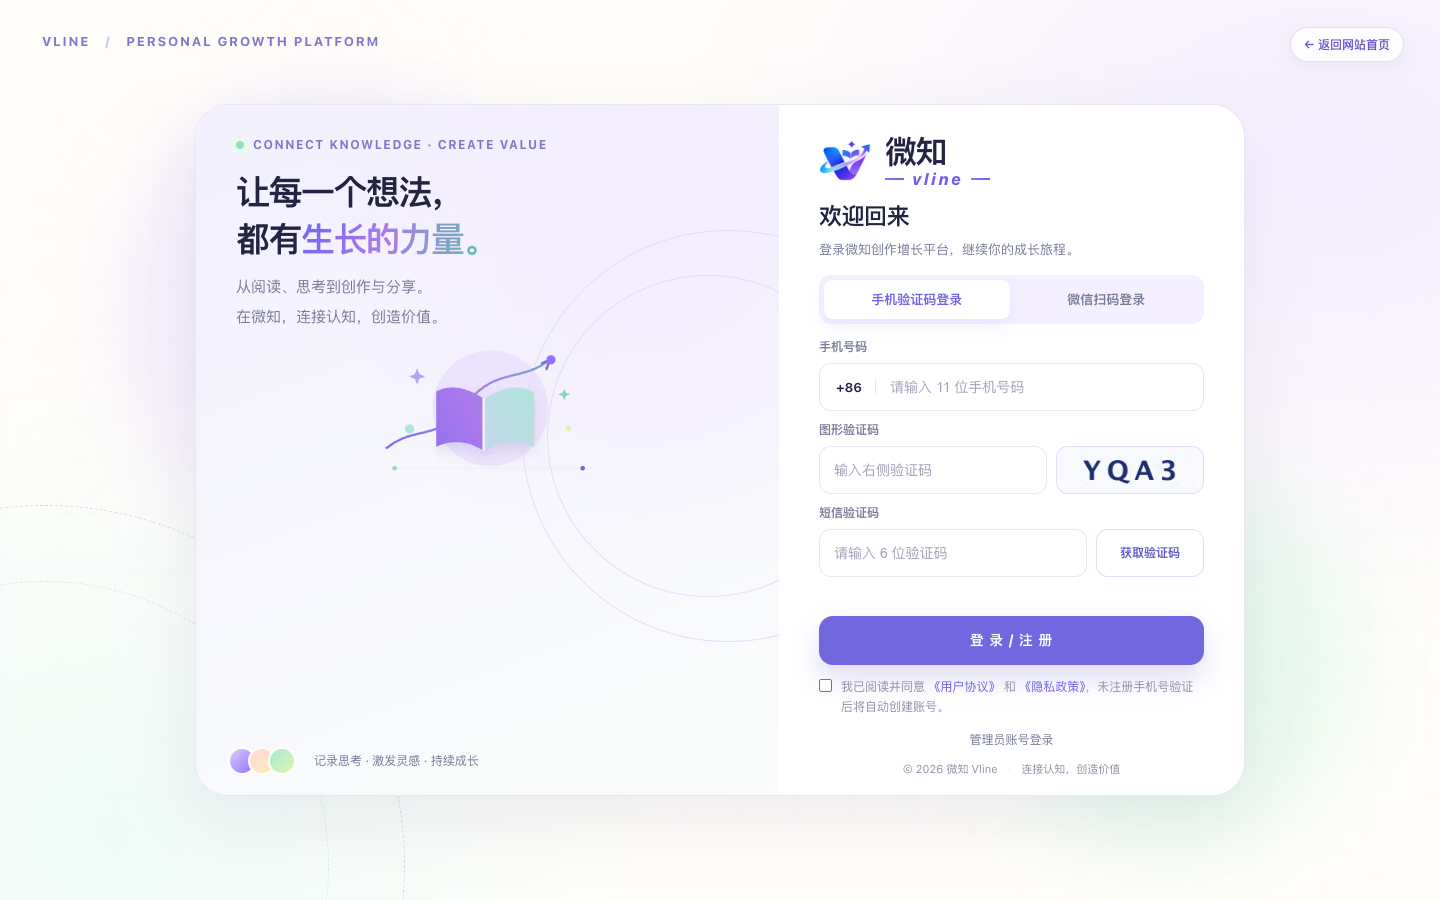 VLINE / PERSONAL GROWTH PLATFORM
← 返回网站首页
CONNECT KNOWLEDGE · CREATE VALUE
让每一个想法，
都有生长的力量。
从阅读、思考到创作与分享。
在微知，连接认知，创造价值。
记录思考 · 激发灵感 · 持续成长
微知
vline
欢迎回来
登录微知创作增长平台，继续你的成长旅程。
手机验证码登录
微信扫码登录
手机号码
+86 请输入 11 位手机号码
图形验证码
输入右侧验证码
YQA3
短信验证码
请输入 6 位验证码
获取验证码
登录/注册
我已阅读并同意 《用户协议》 和 《隐私政策》，未注册手机号验证
后将自动创建账号。
管理员账号登录
© 2026 微知 Vline · 连接认知，创造价值